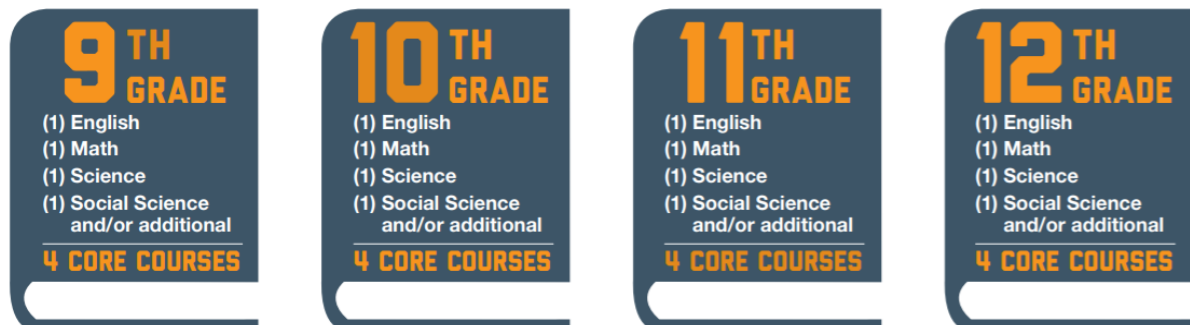 9TH GRADE
(1) English
(1) Math
(1) Science
(1) Social Science
and/or additional
4 CORE COURSES
10TH GRADE
(1) English
(1) Math
(1) Science
(1) Social Science
and/or additional
4 CORE COURSES
11TH GRADE
(1) English
(1) Math
(1) Science
(1) Social Science
and/or additional
4 CORE COURSES
12TH GRADE
(1) English
(1) Math
(1) Science
(1) Social Science
and/or additional
4 CORE COURSES